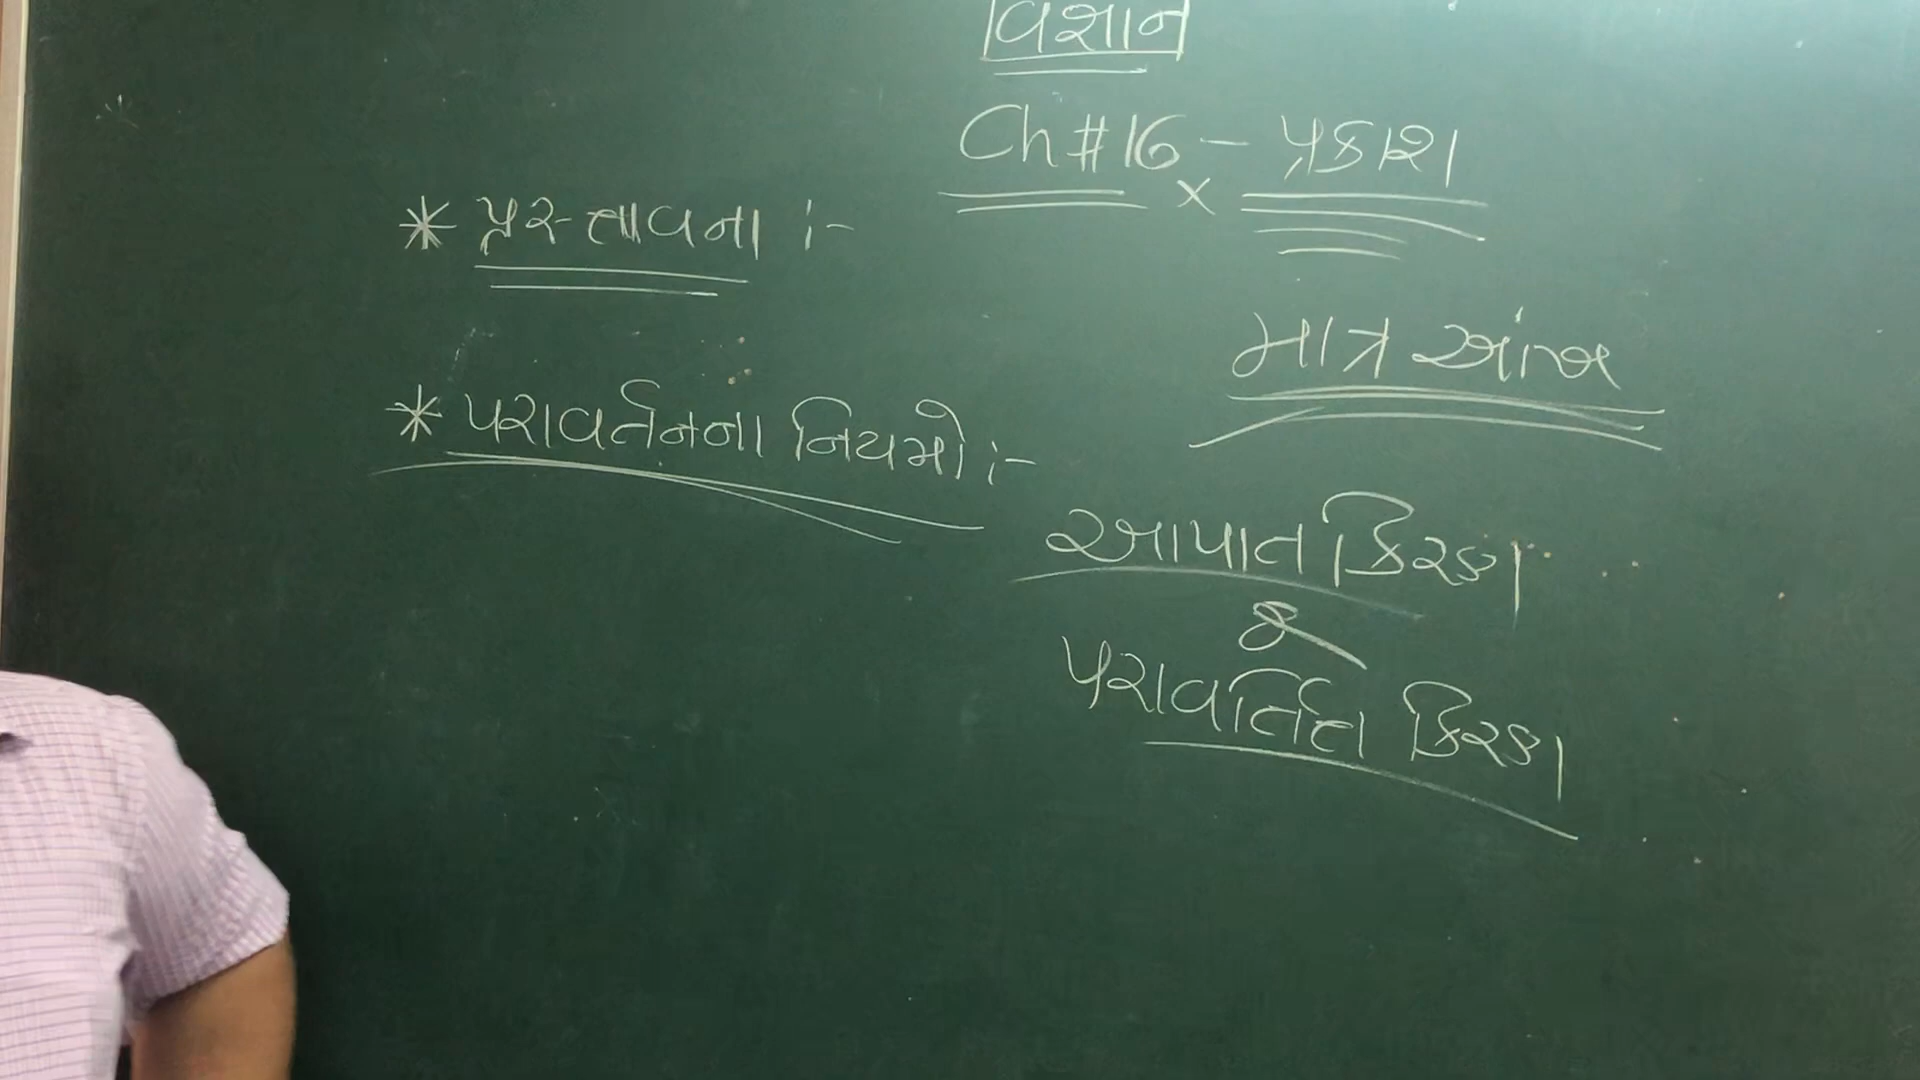 વિજ્ઞાન
Ch # 16 - પ્રકાશ
* પ્રસ્તાવના :-
માત્ર આંખ
* પરાવર્તનના નિયમો :-
આપાત કિરણ
&
પરાવર્તિત કિરણ